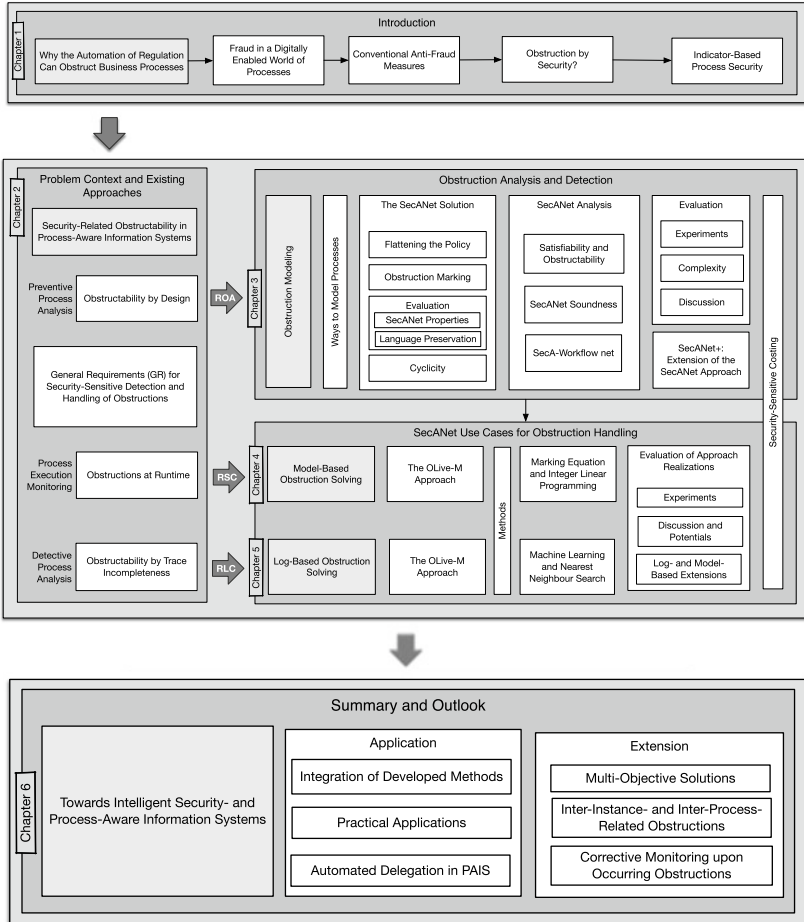 Introduction
Chapter 1
Why the Automation of Regulation
Can Obstruct Business Processes
Fraud in a Digitally
Enabled World of
Processes
Conventional Anti-Fraud
Measures
Obstruction by
Security?
Indicator-Based
Process Security
Chapter 2
Problem Context and Existing
Approaches
Security-Related Obstructability in
Process-Aware Information Systems
Preventive
Process
Analysis
Obstructability by Design
General Requirements (GR) for
Security-Sensitive Detection and
Handling of Obstructions
Process
Execution
Monitoring
Obstructions at Runtime
Detective
Process
Analysis
Obstructability by Trace
Incompleteness
ROA
RSC
RLC
Obstruction Analysis and Detection
Chapter 3
Obstruction Modeling
Ways to Model Processes
The SecANet Solution
Flattening the Policy
Obstruction Marking
Evaluation
SecANet Properties
Language Preservation
Cyclicity
SecANet Analysis
Satisfiability and
Obstructability
SecANet Soundness
SecA-Workflow net
Evaluation
Experiments
Complexity
Discussion
SecANet+:
Extension of the
SecANet Approach
Security-Sensitive Costing
SecANet Use Cases for Obstruction Handling
Chapter 4
Model-Based
Obstruction Solving
The OLive-M
Approach
Methods
Marking Equation
and Integer Linear
Programming
Evaluation of Approach
Realizations
Experiments
Discussion and
Potentials
Log- and Model-
Based Extensions
Chapter 5
Log-Based Obstruction
Solving
The OLive-M
Approach
Machine Learning
and Nearest
Neighbour Search
Summary and Outlook
Chapter 6
Towards Intelligent Security- and
Process-Aware Information Systems
Application
Integration of Developed Methods
Practical Applications
Automated Delegation in PAIS
Extension
Multi-Objective Solutions
Inter-Instance- and Inter-Process-
Related Obstructions
Corrective Monitoring upon
Occurring Obstructions